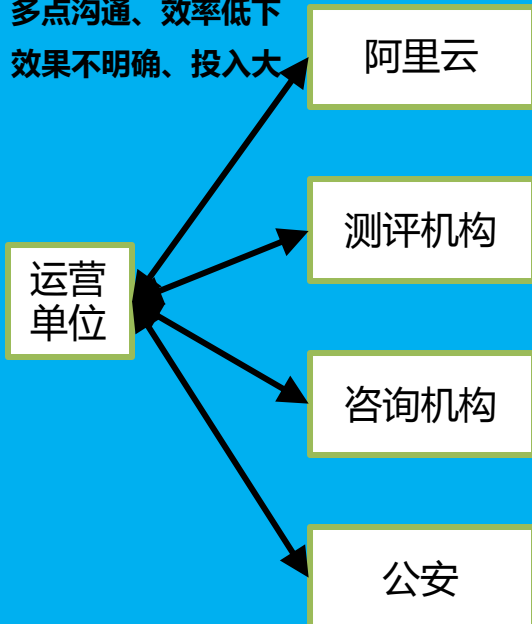 多点沟通、效率低下
效果不明确、投入大
阿里云
测评机构
运营
单位
咨询机构
公安